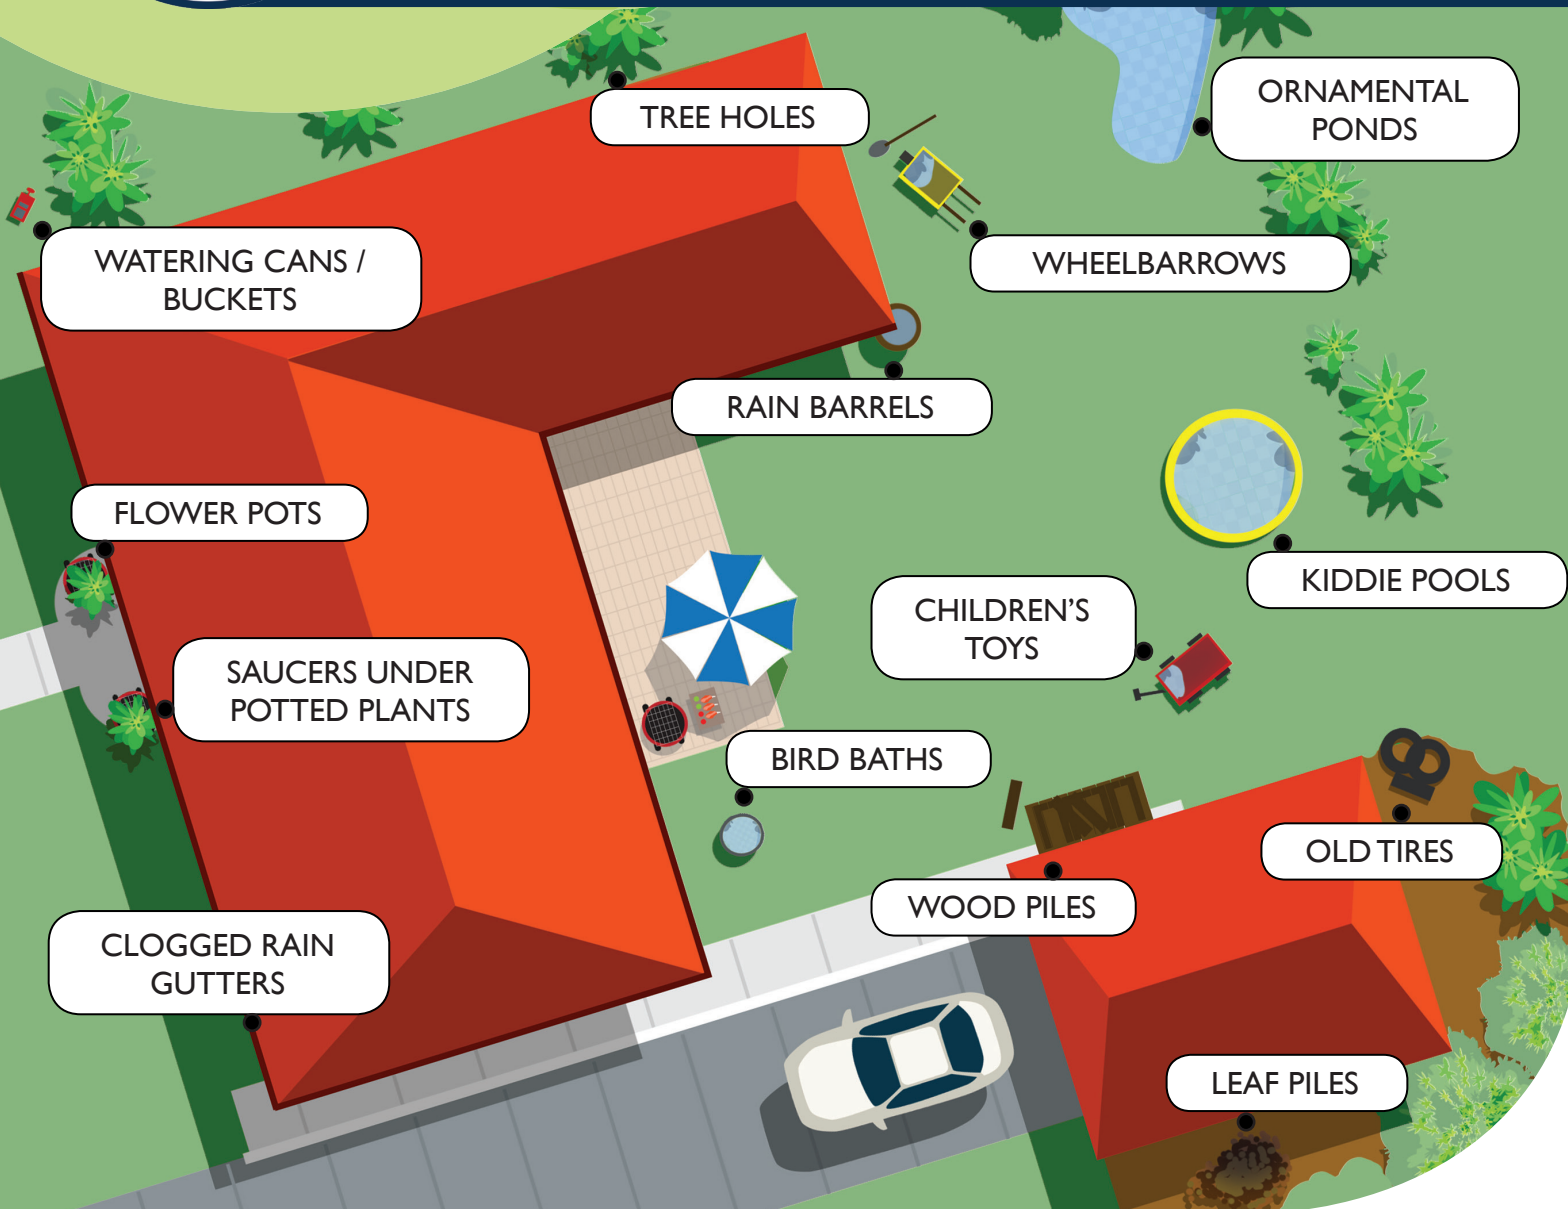 TREE HOLES
ORNAMENTAL
PONDS
WATERING CANS /
BUCKETS
WHEELBARROWS
RAIN BARRELS
FLOWER POTS
KIDDIE POOLS
CHILDREN'S
TOYS
SAUCERS UNDER
POTTED PLANTS
BIRD BATHS
OLD TIRES
WOOD PILES
CLOGGED RAIN
GUTTERS
LEAF PILES